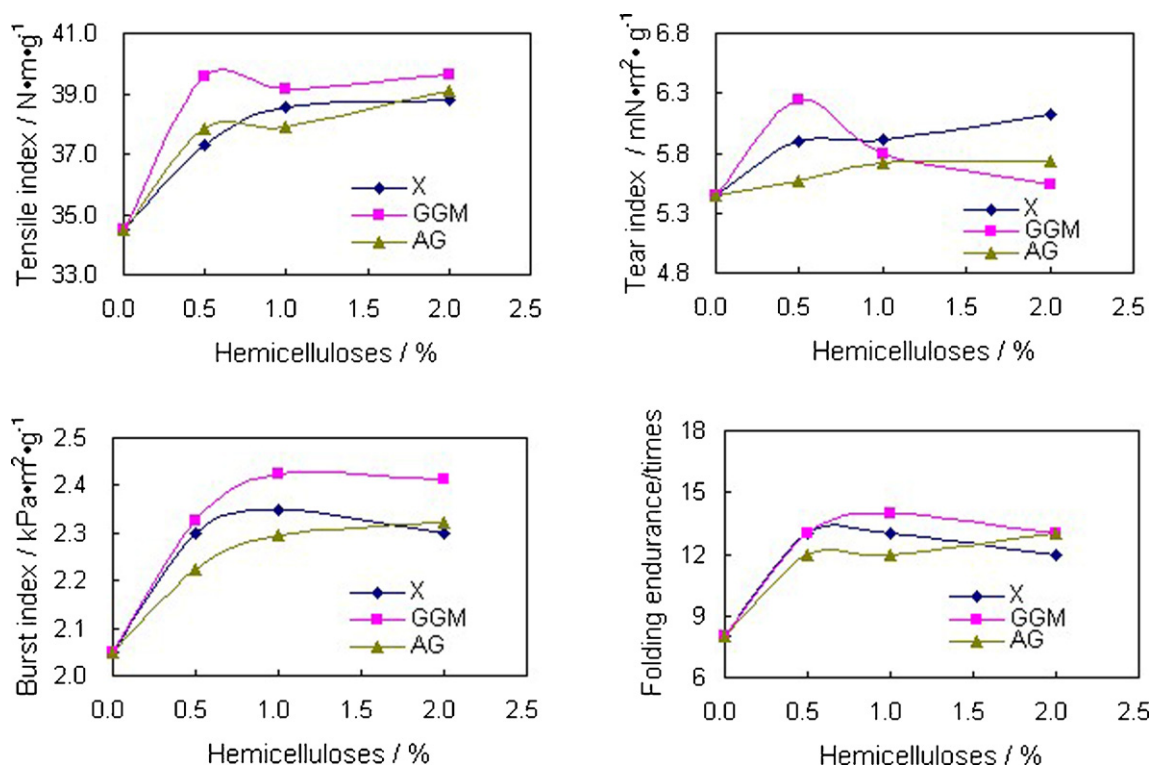 Tensile index / N•m•g⁻¹
41.0
39.0
37.0
35.0
33.0
X
GGM
AG
0.0 0.5 1.0 1.5 2.0 2.5
Hemicelluloses / %
Tear index / mN•m²• g⁻¹
6.8
6.3
5.8
5.3
4.8
X
GGM
AG
0.0 0.5 1.0 1.5 2.0 2.5
Hemicelluloses / %
Burst index / kPa•m²•g⁻¹
2.5
2.4
2.3
2.2
2.1
2.0
X
GGM
AG
0.0 0.5 1.0 1.5 2.0 2.5
Hemicelluloses / %
Folding endurance/times
18
15
12
9
6
X
GGM
AG
0.0 0.5 1.0 1.5 2.0 2.5
Hemicelluloses / %